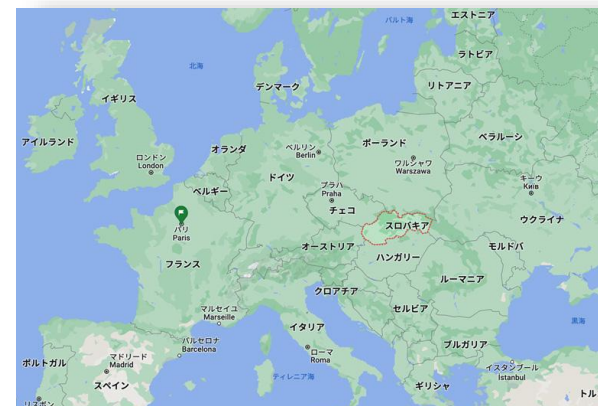 エストニア
バルト海
ラトビア
北海
デンマーク
リトアニア
イギリス
アイルランド
ベラルーシ
オランダ
ロンドン
London
ベルリン
Berlin
ポーランド
ワルシャワ
Warszawa
ベルギー
ドイツ
プラハ
Praha
キーウ
Київ
チェコ
パリ
Paris
スロバキア
ウクライナ
オーストリア
モルドバ
フランス
ハンガリー
ルーマニア
クロアチア
マルセイユ
Marseille
セルビア
黒海
イタリア
バルセロナ
Barcelona
ブルガリア
ローマ
Roma
ポルトガル
マドリード
Madrid
イスタンブール
İstanbul
ティレニア海
スペイン
ギリシャ
トル
リスボン